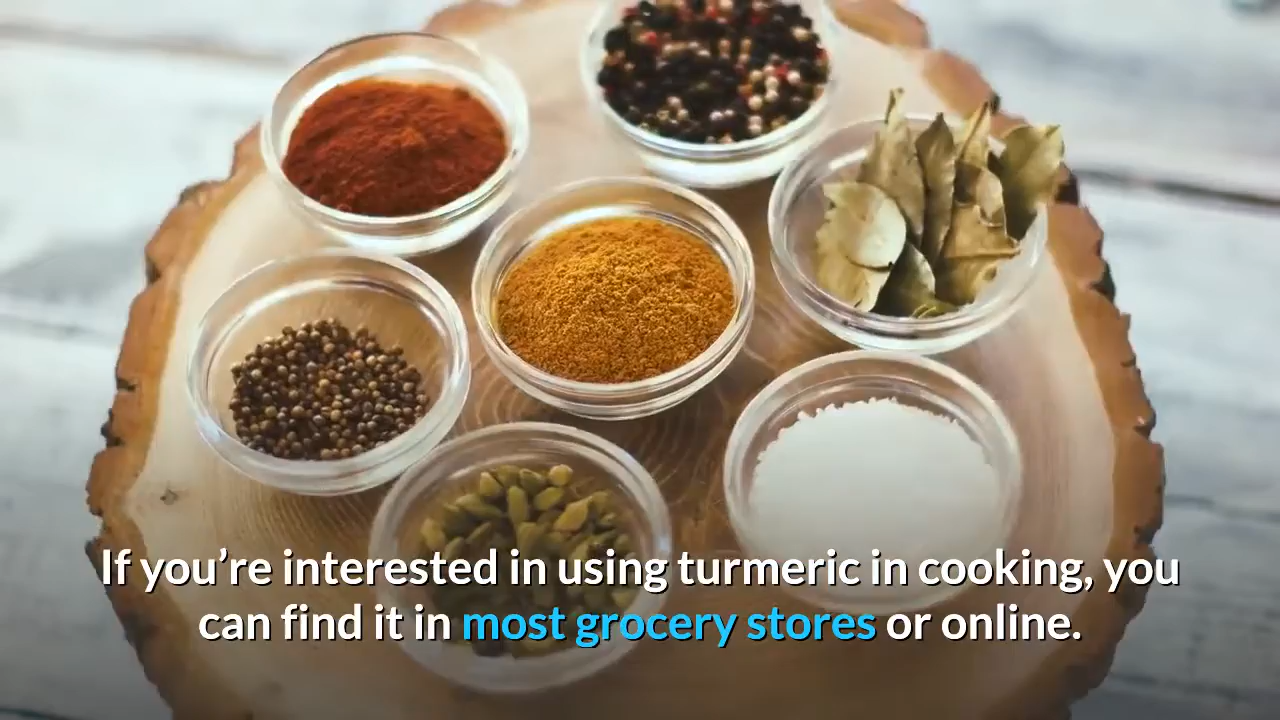 If you’re interested in using turmeric in cooking, you
can find it in most grocery stores or online.